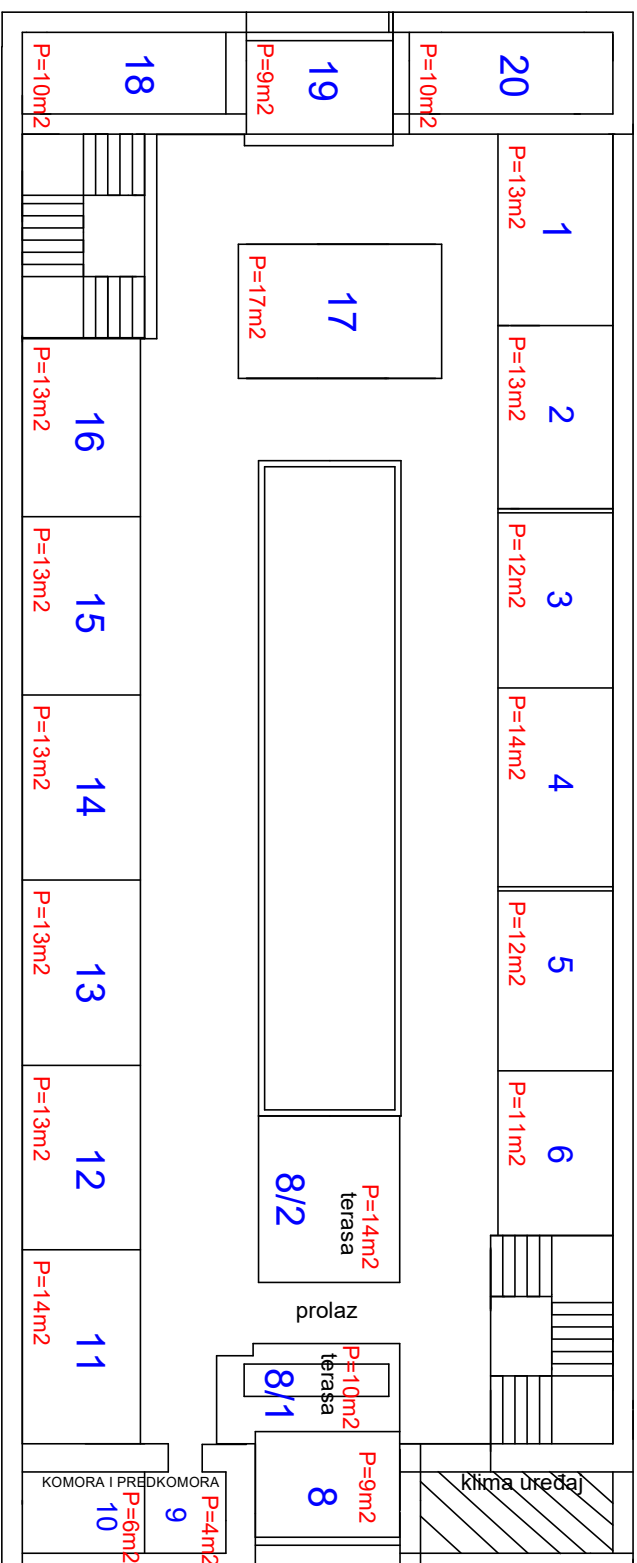 18
P=10m2
19
P=9m2
20
P=10m2
1
P=13m2
17
P=17m2
2
P=13m2
16
P=13m2
3
P=12m2
15
P=13m2
4
P=14m2
14
P=13m2
5
P=12m2
13
P=13m2
6
P=11m2
12
P=13m2
P=14m2
terasa
8/2
prolaz
11
P=14m2
P=10m2
terasa
8/1
klima uređaj
P=9m2
8
KOMORA I PREDKOMORA
P=4m2
9
P=6m2
10